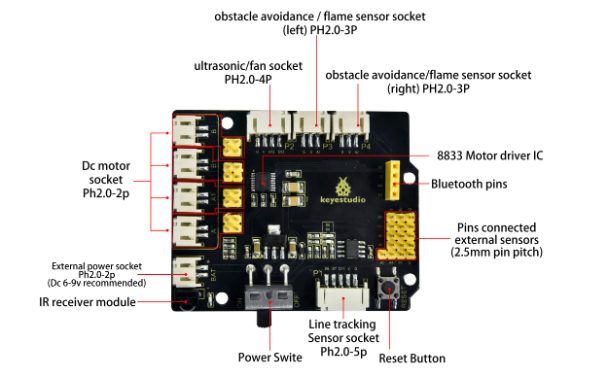 obstacle avoidance / flame sensor socket
(left) PH2.0-3P
ultrasonic/fan socket
PH2.0-4P
obstacle avoidance/flame sensor socket
(right) PH2.0-3P
P2
P3
P4
B
Dc motor
socket
Ph2.0-2p
8833 Motor driver IC
Bluetooth pins
keyestudio
A1
A
Pins connected
external sensors
(2.5mm pin pitch)
External power socket
Ph2.0-2p
(Dc 6-9v recommended)
BAT
IR receiver module
ON
OFF
Power Swite
Line tracking
Sensor socket
Ph2.0-5p
Reset Button